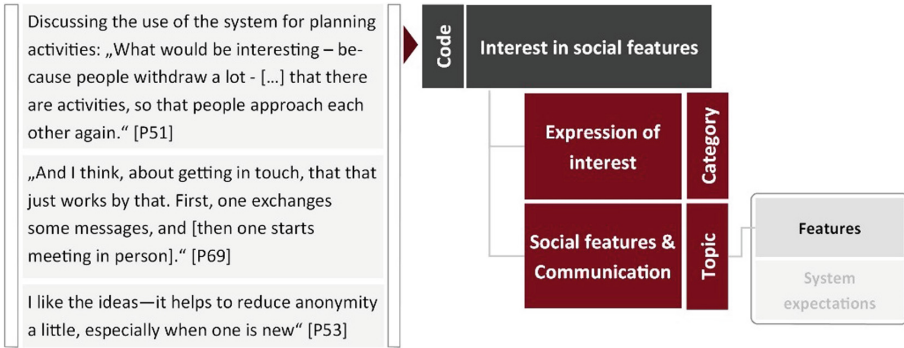 Discussing the use of the system for planning
activities: „What would be interesting – be-
cause people withdraw a lot - [...] that there
are activities, so that people approach each
other again.“ [P51]
„And I think, about getting in touch, that that
just works by that. First, one exchanges
some messages, and [then one starts
meeting in person].“ [P69]
I like the ideas—it helps to reduce anonymity
a little, especially when one is new“ [P53]
Code
Interest in social features
Expression of
interest
Category
Social features &
Communication
Topic
Features
System
expectations